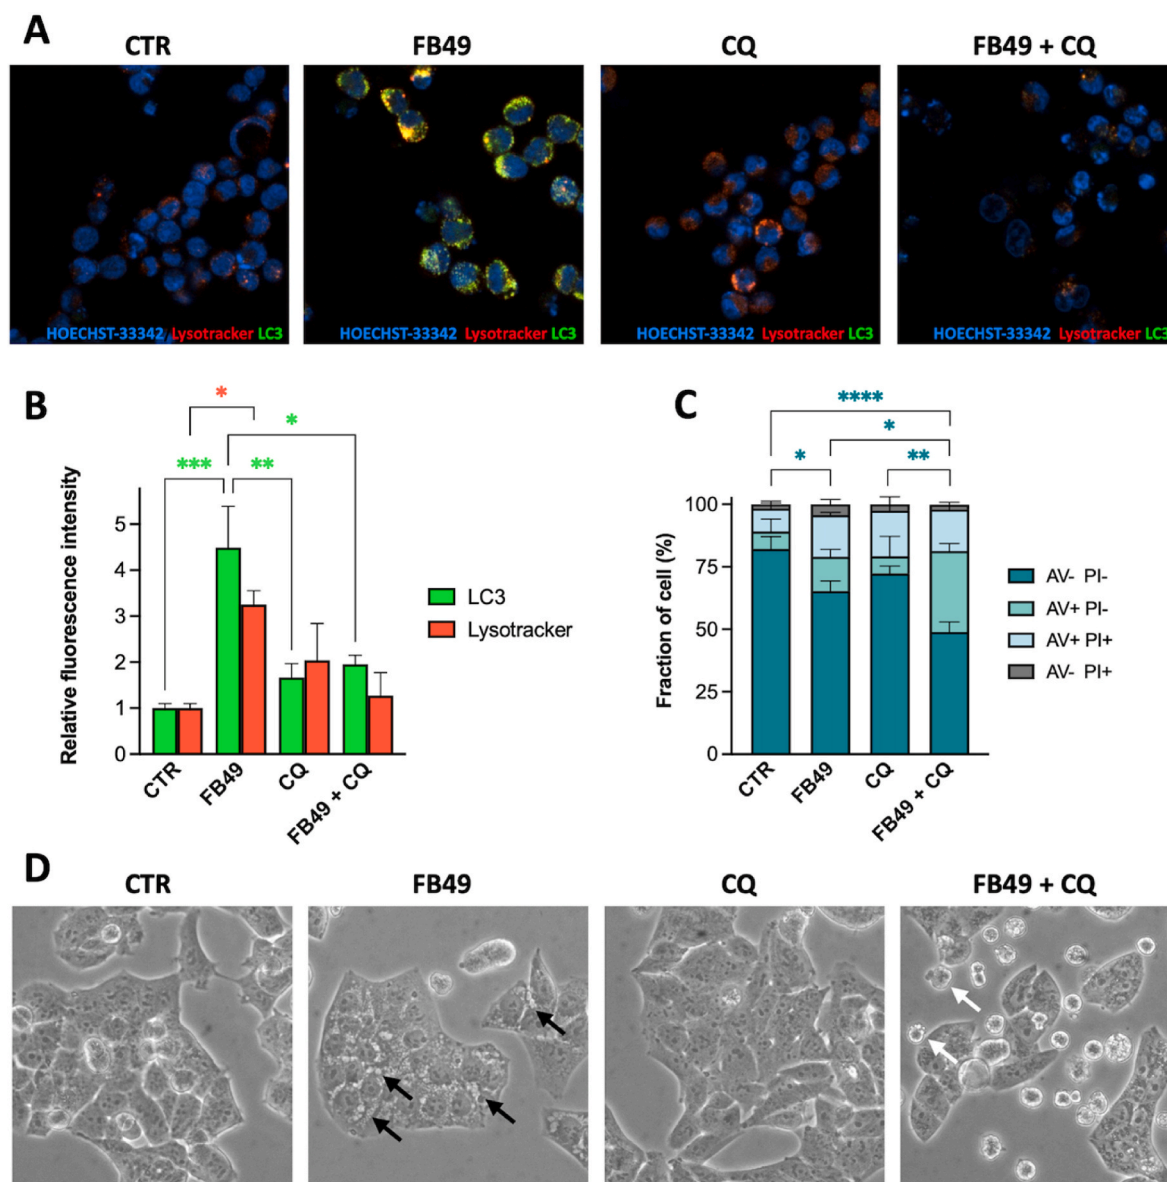 A
CTR FB49 CQ FB49 + CQ
HOECHST-33342 Lysotracker LC3 HOECHST-33342 Lysotracker LC3 HOECHST-33342 Lysotracker LC3 HOECHST-33342 Lysotracker LC3
B
*
*
*** **
Relative fluorescence intensity
5
4
3
2
1
0
CTR
FB49
CQ
FB49 + CQ
LC3
Lysotracker
C
****
*
* **
Fraction of cell (%)
100
75
50
25
0
CTR
FB49
CQ
FB49 + CQ
AV- PI-
AV+ PI-
AV+ PI+
AV- PI+
D
CTR FB49 CQ FB49 + CQ